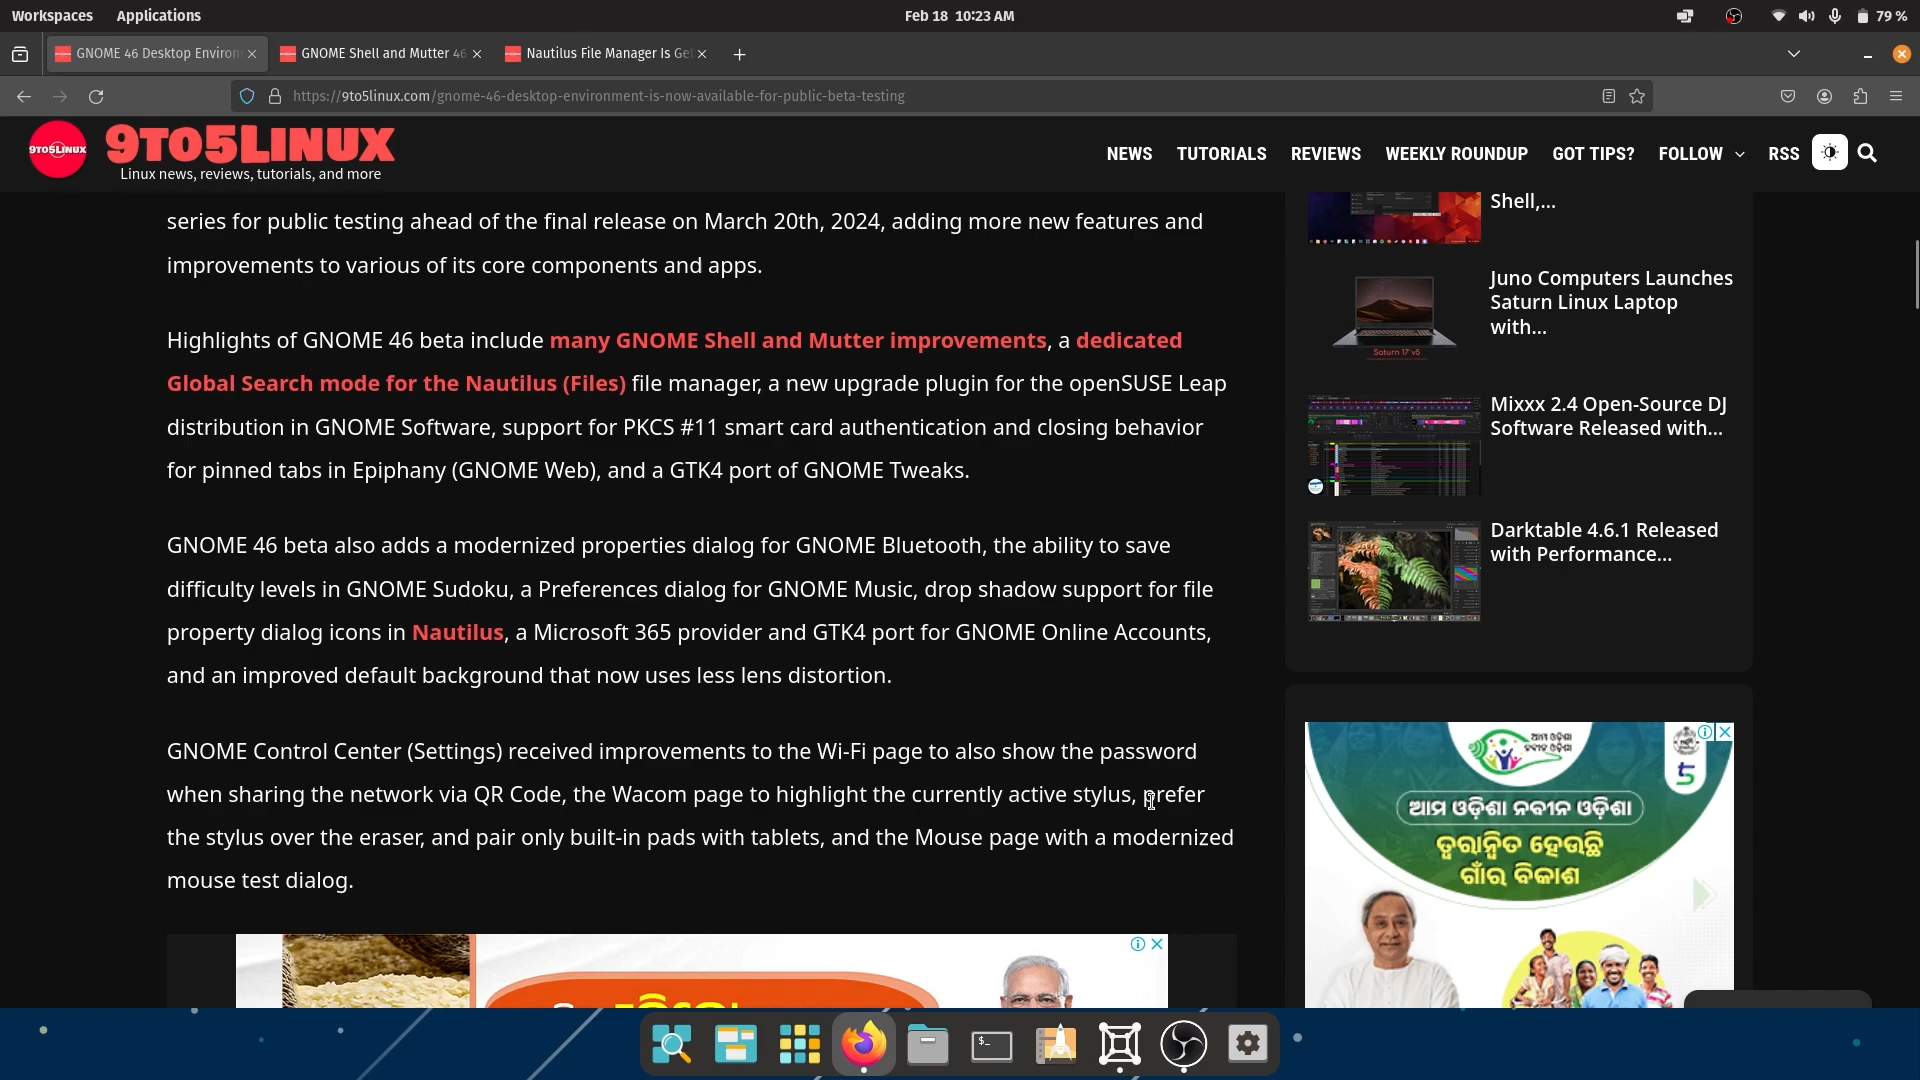 Workspaces Applications Feb 18 10:23 AM 79 %
GNOME 46 Desktop Environ GNOME Shell and Mutter 46 Nautilus File Manager Is Get
https://9to5linux.com/gnome-46-desktop-environment-is-now-available-for-public-beta-testing
9TO5LINUX
9TO5LINUX
Linux news, reviews, tutorials, and more
NEWS TUTORIALS REVIEWS WEEKLY ROUNDUP GOT TIPS? FOLLOW RSS
series for public testing ahead of the final release on March 20th, 2024, adding more new features and
improvements to various of its core components and apps.
Highlights of GNOME 46 beta include many GNOME Shell and Mutter improvements, a dedicated
Global Search mode for the Nautilus (Files) file manager, a new upgrade plugin for the openSUSE Leap
distribution in GNOME Software, support for PKCS #11 smart card authentication and closing behavior
for pinned tabs in Epiphany (GNOME Web), and a GTK4 port of GNOME Tweaks.
GNOME 46 beta also adds a modernized properties dialog for GNOME Bluetooth, the ability to save
difficulty levels in GNOME Sudoku, a Preferences dialog for GNOME Music, drop shadow support for file
property dialog icons in Nautilus, a Microsoft 365 provider and GTK4 port for GNOME Online Accounts,
and an improved default background that now uses less lens distortion.
GNOME Control Center (Settings) received improvements to the Wi-Fi page to also show the password
when sharing the network via QR Code, the Wacom page to highlight the currently active stylus, prefer
the stylus over the eraser, and pair only built-in pads with tablets, and the Mouse page with a modernized
mouse test dialog.
Shell,...
Juno Computers Launches
Saturn Linux Laptop
with...
Saturn 17 v5
Mixxx 2.4 Open-Source DJ
Software Released with...
Darktable 4.6.1 Released
with Performance...
ଆମ ଓଡ଼ିଶା
ନବୀନ ଓଡ଼ିଶା
ଆମ ଓଡ଼ିଶା ନବୀନ ଓଡ଼ିଶା
ତ୍ୱରାନ୍ୱିତ ହେଉଛି
ଗାଁର ବିକାଶ